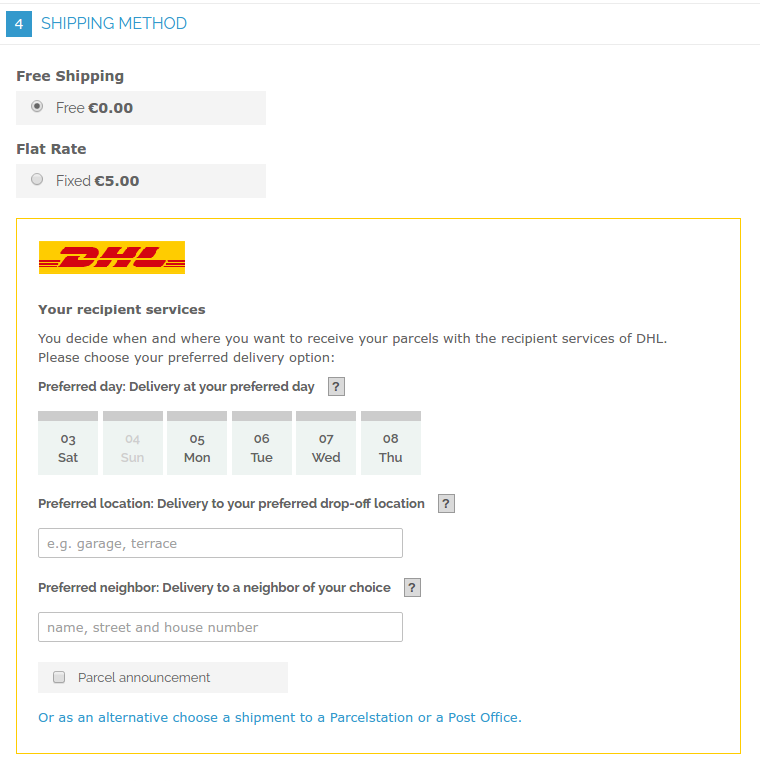 4 SHIPPING METHOD
Free Shipping
Free €0.00
Flat Rate
Fixed €5.00
DHL
Your recipient services
You decide when and where you want to receive your parcels with the recipient services of DHL.
Please choose your preferred delivery option:
Preferred day: Delivery at your preferred day ?
03 04 05 06 07 08
Sat Sun Mon Tue Wed Thu
Preferred location: Delivery to your preferred drop-off location ?
e.g. garage, terrace
Preferred neighbor: Delivery to a neighbor of your choice ?
name, street and house number
Parcel announcement
Or as an alternative choose a shipment to a Parcelstation or a Post Office.